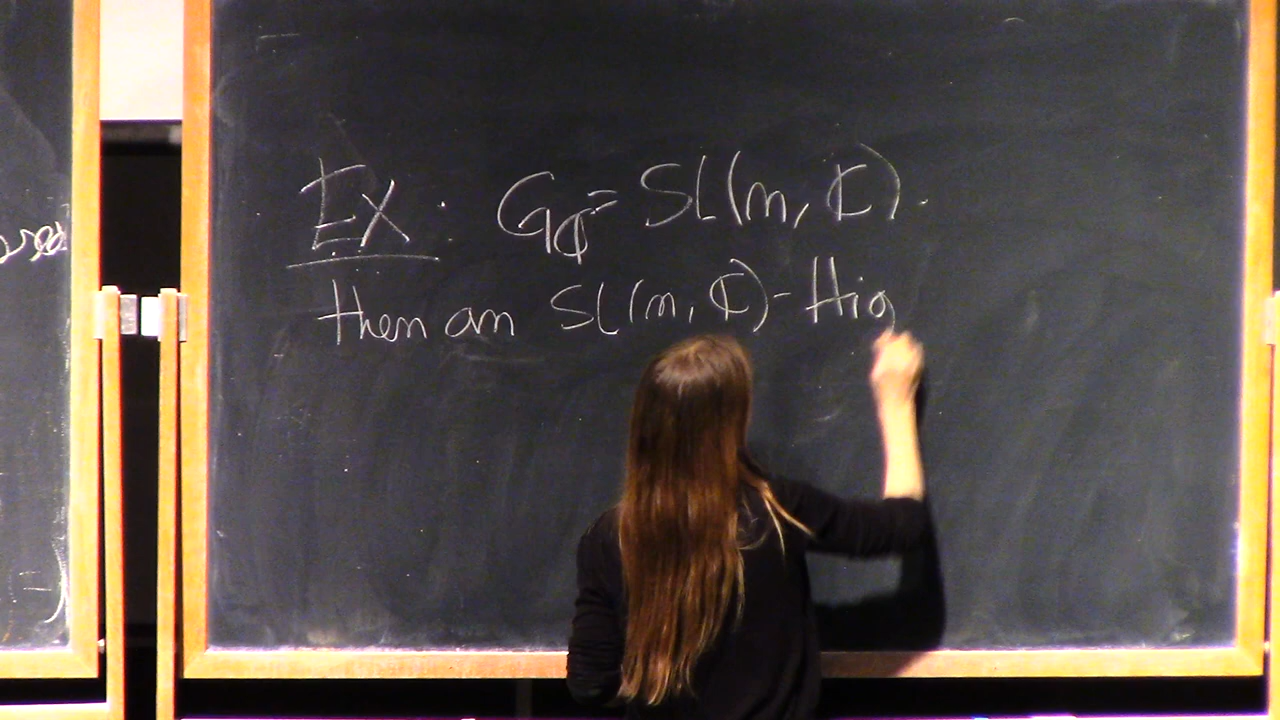 Ex: G_ℂ = SL(n, ℂ).
then an SL(n, ℂ)-Hig